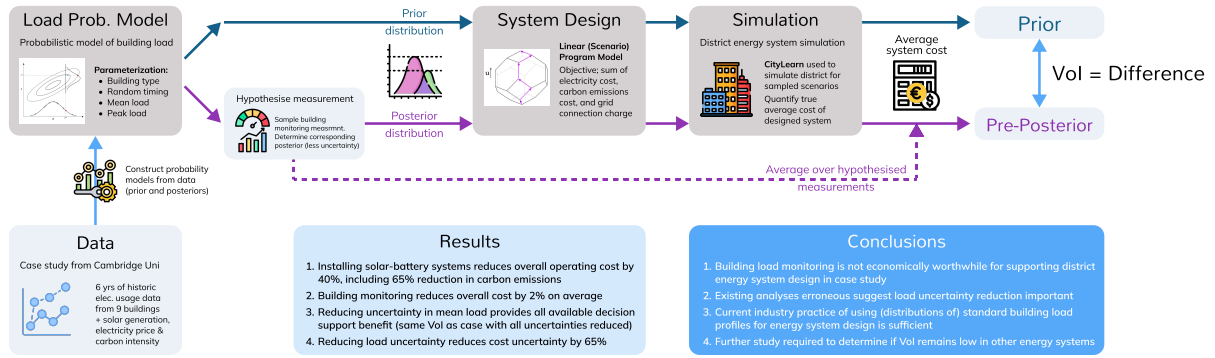 Load Prob. Model
Probabilistic model of building load
Parameterization:
• Building type
• Random timing
• Mean load
• Peak load
Prior
distribution
Hypothesise measurement
Sample building
monitoring measmnt.
Determine corresponding
posterior (less uncertainty)
Posterior
distribution
System Design
Linear (Scenario)
Program Model
Objective; sum of
electricity cost,
carbon emissions
cost, and grid
connection charge
u
Simulation
District energy system simulation
CityLearn used to
simulate district for
sampled scenarios
Quantify true
average cost of
designed system
Average
system cost
Prior
VoI = Difference
Pre-Posterior
Average over hypothesised
measurements
Construct probability
models from data
(prior and posteriors)
Data
Case study from Cambridge Uni
6 yrs of historic
elec. usage data
from 9 buildings
+ solar generation,
electricity price &
carbon intensity
Results
1. Installing solar-battery systems reduces overall operating cost by
40%, including 65% reduction in carbon emissions
2. Building monitoring reduces overall cost by 2% on average
3. Reducing uncertainty in mean load provides all available decision
support benefit (same VoI as case with all uncertainties reduced)
4. Reducing load uncertainty reduces cost uncertainty by 65%
Conclusions
1. Building load monitoring is not economically worthwhile for supporting district
energy system design in case study
2. Existing analyses erroneous suggest load uncertainty reduction important
3. Current industry practice of using (distributions of) standard building load
profiles for energy system design is sufficient
4. Further study required to determine if VoI remains low in other energy systems